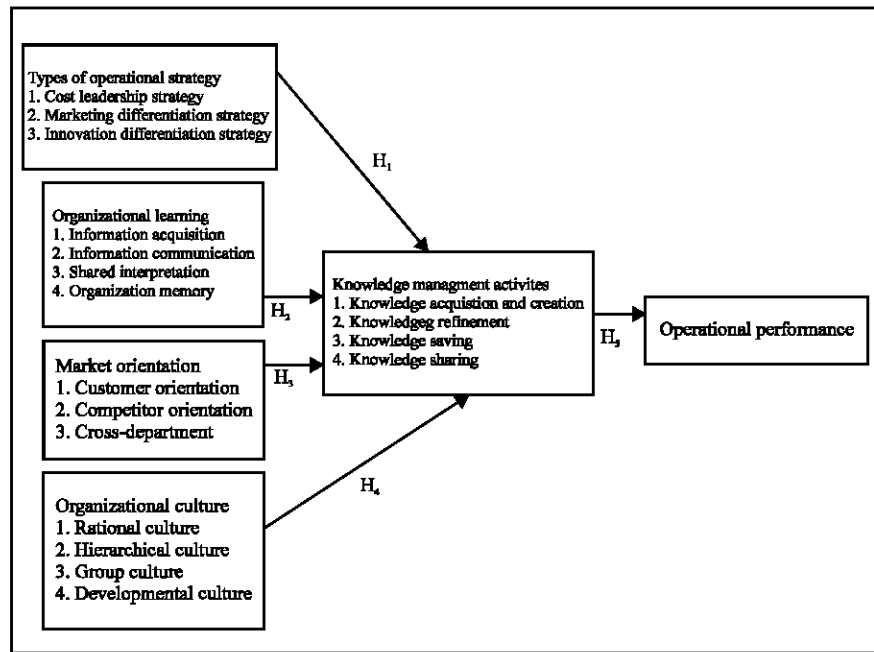 Types of operational strategy
1. Cost leadership strategy
2. Marketing differentiation strategy
3. Innovation differentiation strategy
H₁
Organizational learning
1. Information acquisition
2. Information communication
3. Shared interpretation
4. Organization memory
H₂
Market orientation
1. Customer orientation
2. Competitor orientation
3. Cross-department
H₃
Organizational culture
1. Rational culture
2. Hierarchical culture
3. Group culture
4. Developmental culture
H₄
Knowledge managment activites
1. Knowledge acquistion and creation
2. Knowledgeg refinement
3. Knowledge saving
4. Knowledge sharing
H₅
Operational performance